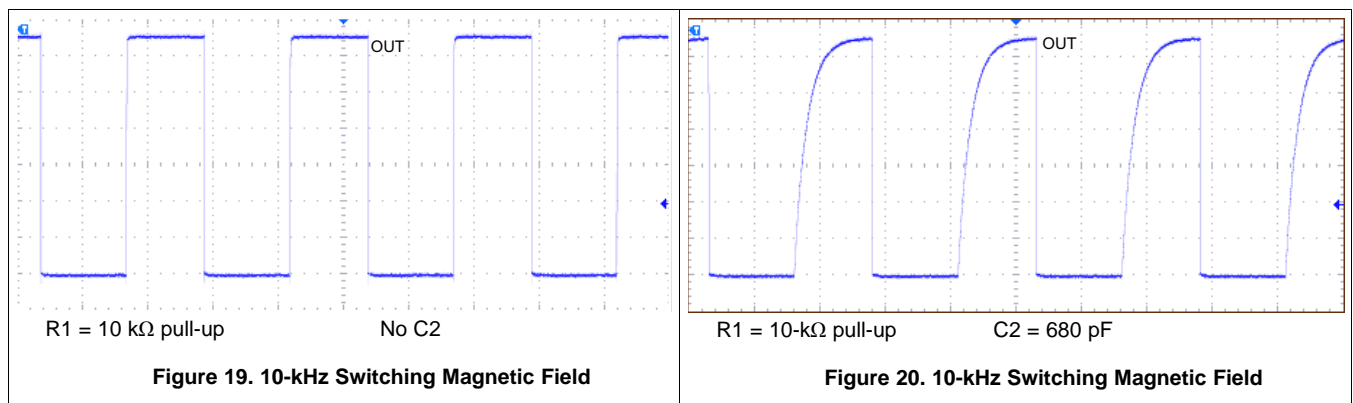 OUT
R1 = 10 kΩ pull-up
No C2
Figure 19. 10-kHz Switching Magnetic Field
OUT
R1 = 10-kΩ pull-up
C2 = 680 pF
Figure 20. 10-kHz Switching Magnetic Field